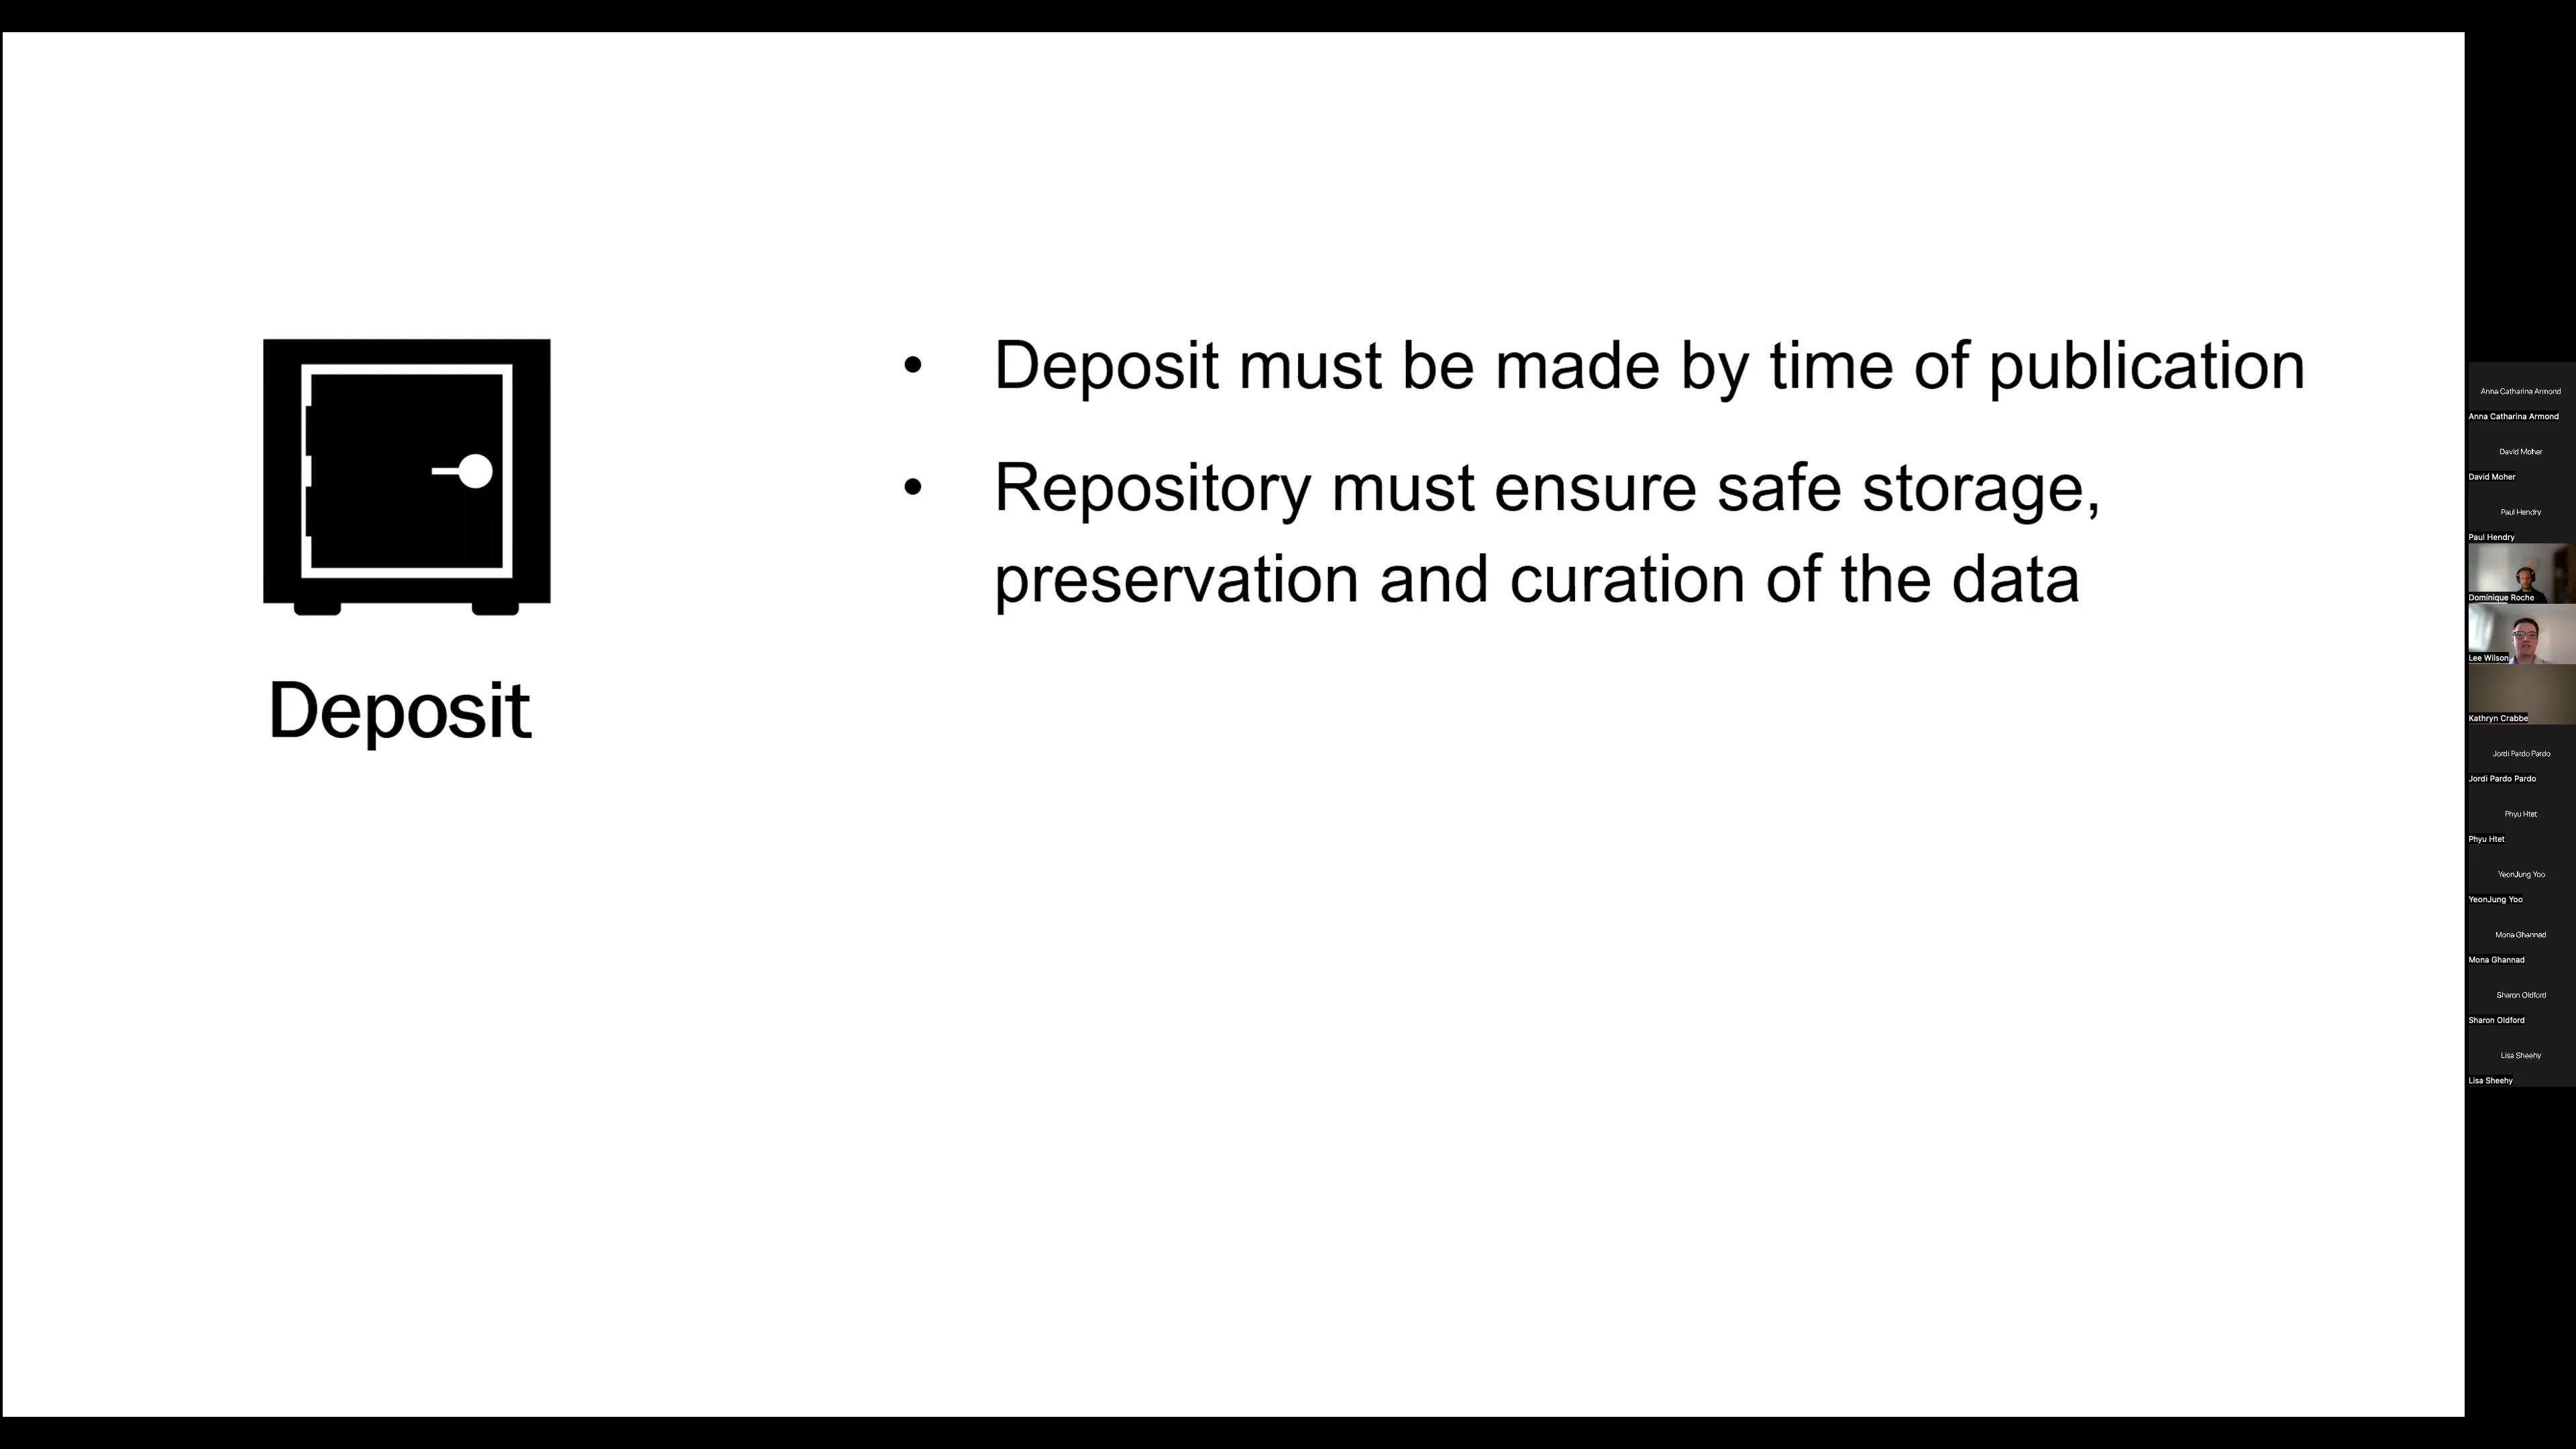 Deposit
• Deposit must be made by time of publication
• Repository must ensure safe storage,
preservation and curation of the data
Anna Catharina Armond
Anna Catharina Armond
David Moher
David Moher
Paul Hendry
Paul Hendry
Dominique Roche
Lee Wilson
Kathryn Crabbe
Jordi Pardo Pardo
Jordi Pardo Pardo
Phyu Htet
Phyu Htet
YeonJung Yoo
YeonJung Yoo
Mona Ghannad
Mona Ghannad
Sharon Oldford
Sharon Oldford
Lisa Sheehy
Lisa Sheehy